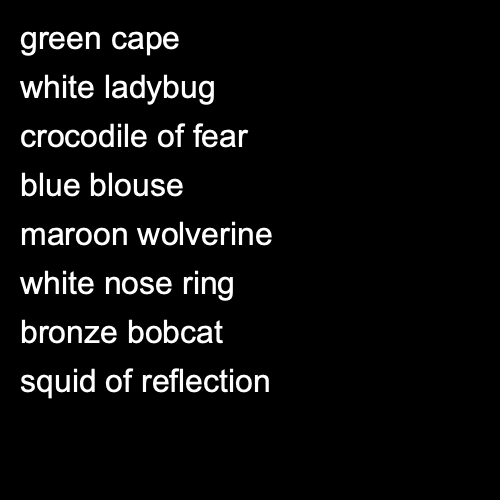 green cape
white ladybug
crocodile of fear
blue blouse
maroon wolverine
white nose ring
bronze bobcat
squid of reflection